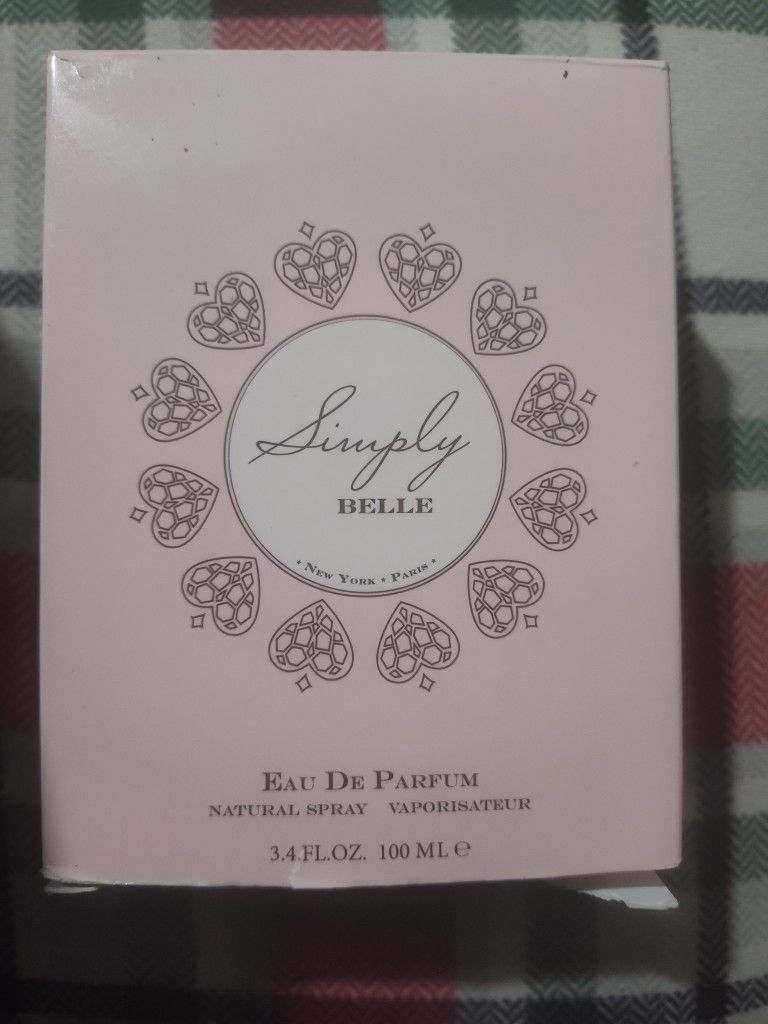 Simply
BELLE
* NEW YORK * PARIS *
EAU DE PARFUM
NATURAL SPRAY VAPORISATEUR
3.4.FL.OZ. 100 ML ℮